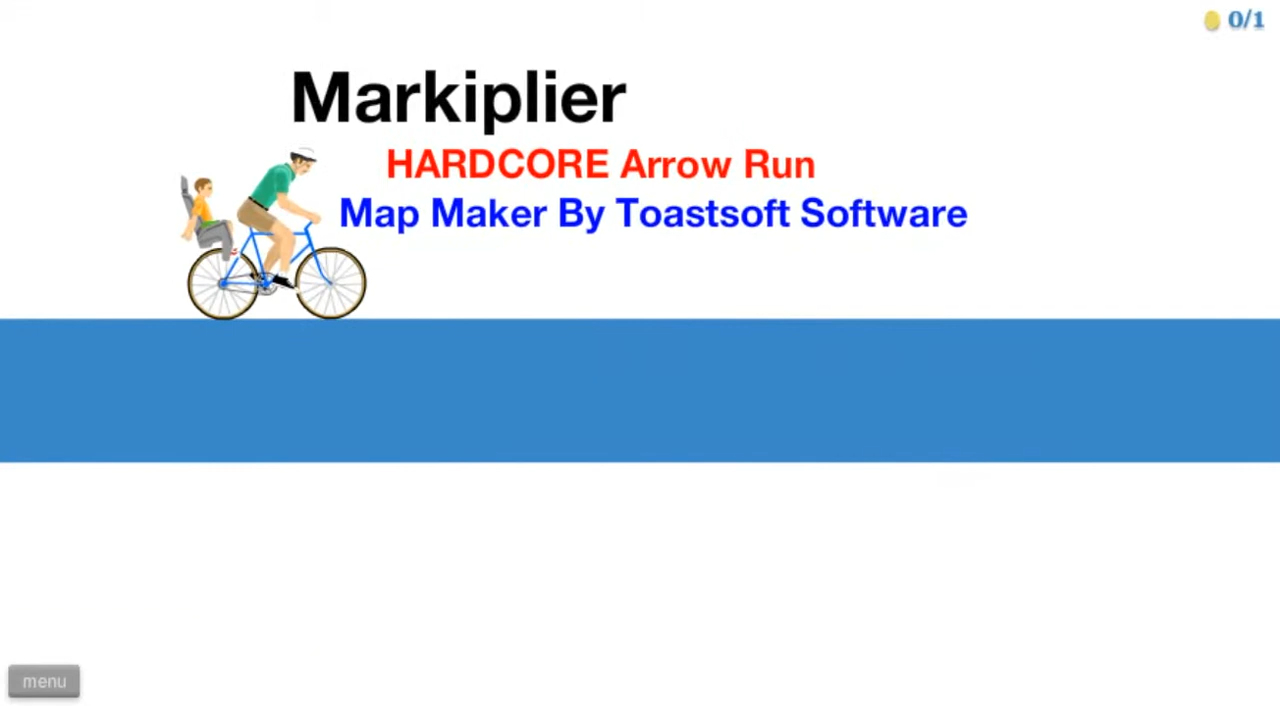 0/1
Markiplier
HARDCORE Arrow Run
Map Maker By Toastsoft Software
menu